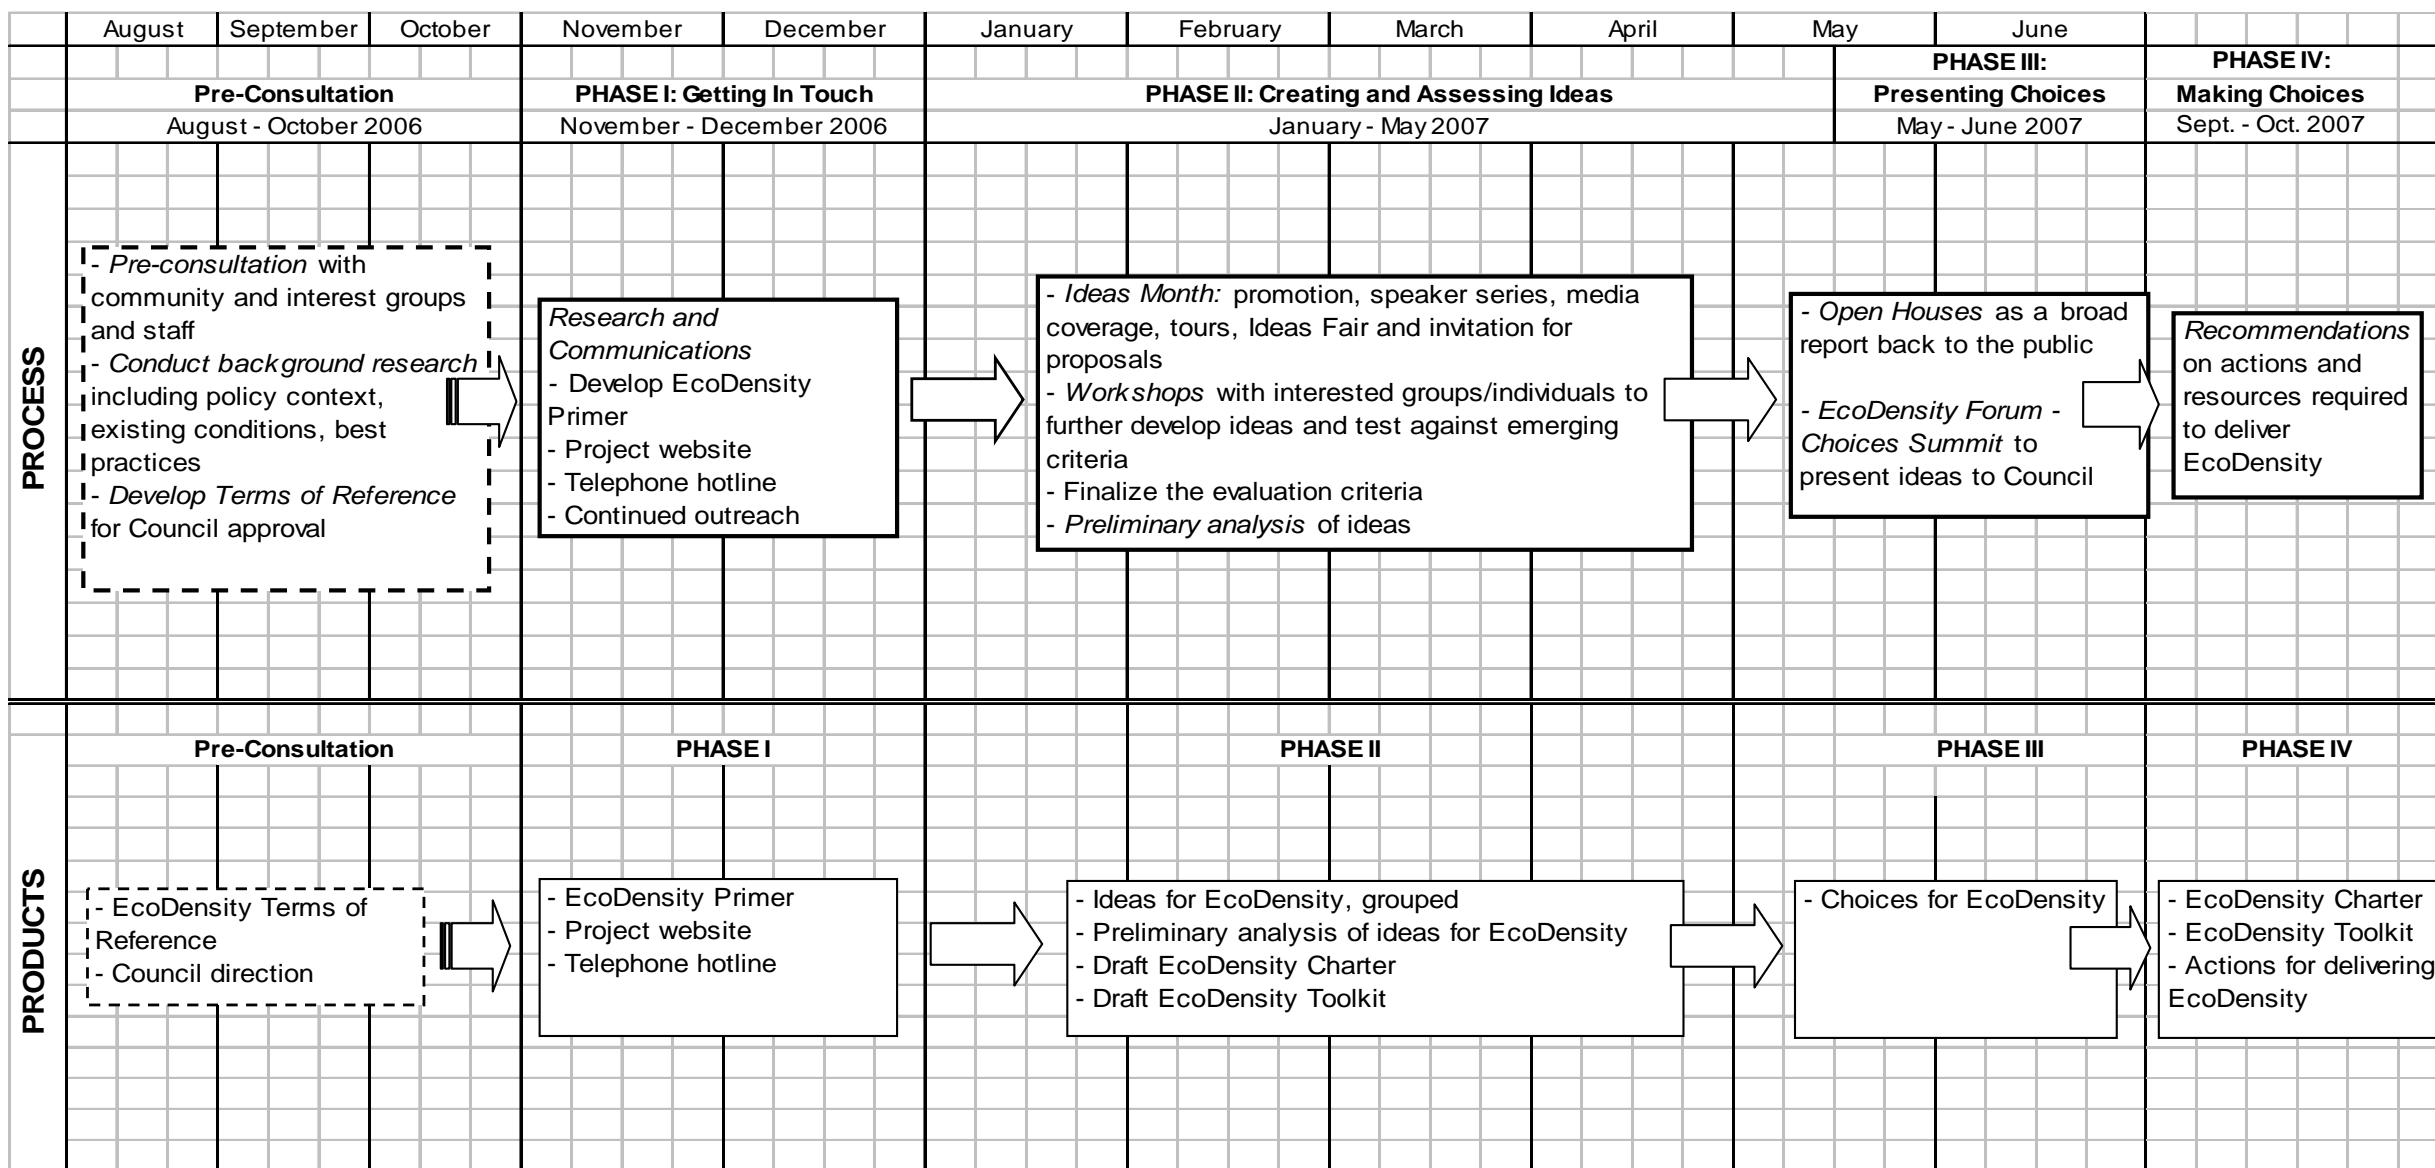 August September October November December January February March April May June
Pre-Consultation
August - October 2006
PHASE I: Getting In Touch
November - December 2006
PHASE II: Creating and Assessing Ideas
January - May 2007
PHASE III:
Presenting Choices
May - June 2007
PHASE IV:
Making Choices
Sept. - Oct. 2007
PROCESS
- Pre-consultation with
community and interest groups
and staff
- Conduct background research
including policy context,
existing conditions, best
practices
- Develop Terms of Reference
for Council approval
Research and
Communications
- Develop EcoDensity
Primer
- Project website
- Telephone hotline
- Continued outreach
- Ideas Month: promotion, speaker series, media
coverage, tours, Ideas Fair and invitation for
proposals
- Workshops with interested groups/individuals to
further develop ideas and test against emerging
criteria
- Finalize the evaluation criteria
- Preliminary analysis of ideas
- Open Houses as a broad
report back to the public
- EcoDensity Forum -
Choices Summit to
present ideas to Council
Recommendations
on actions and
resources required
to deliver
EcoDensity
PRODUCTS
Pre-Consultation
PHASE I
PHASE II
PHASE III
PHASE IV
- EcoDensity Terms of
Reference
- Council direction
- EcoDensity Primer
- Project website
- Telephone hotline
- Ideas for EcoDensity, grouped
- Preliminary analysis of ideas for EcoDensity
- Draft EcoDensity Charter
- Draft EcoDensity Toolkit
- Choices for EcoDensity
- EcoDensity Charter
- EcoDensity Toolkit
- Actions for delivering
EcoDensity